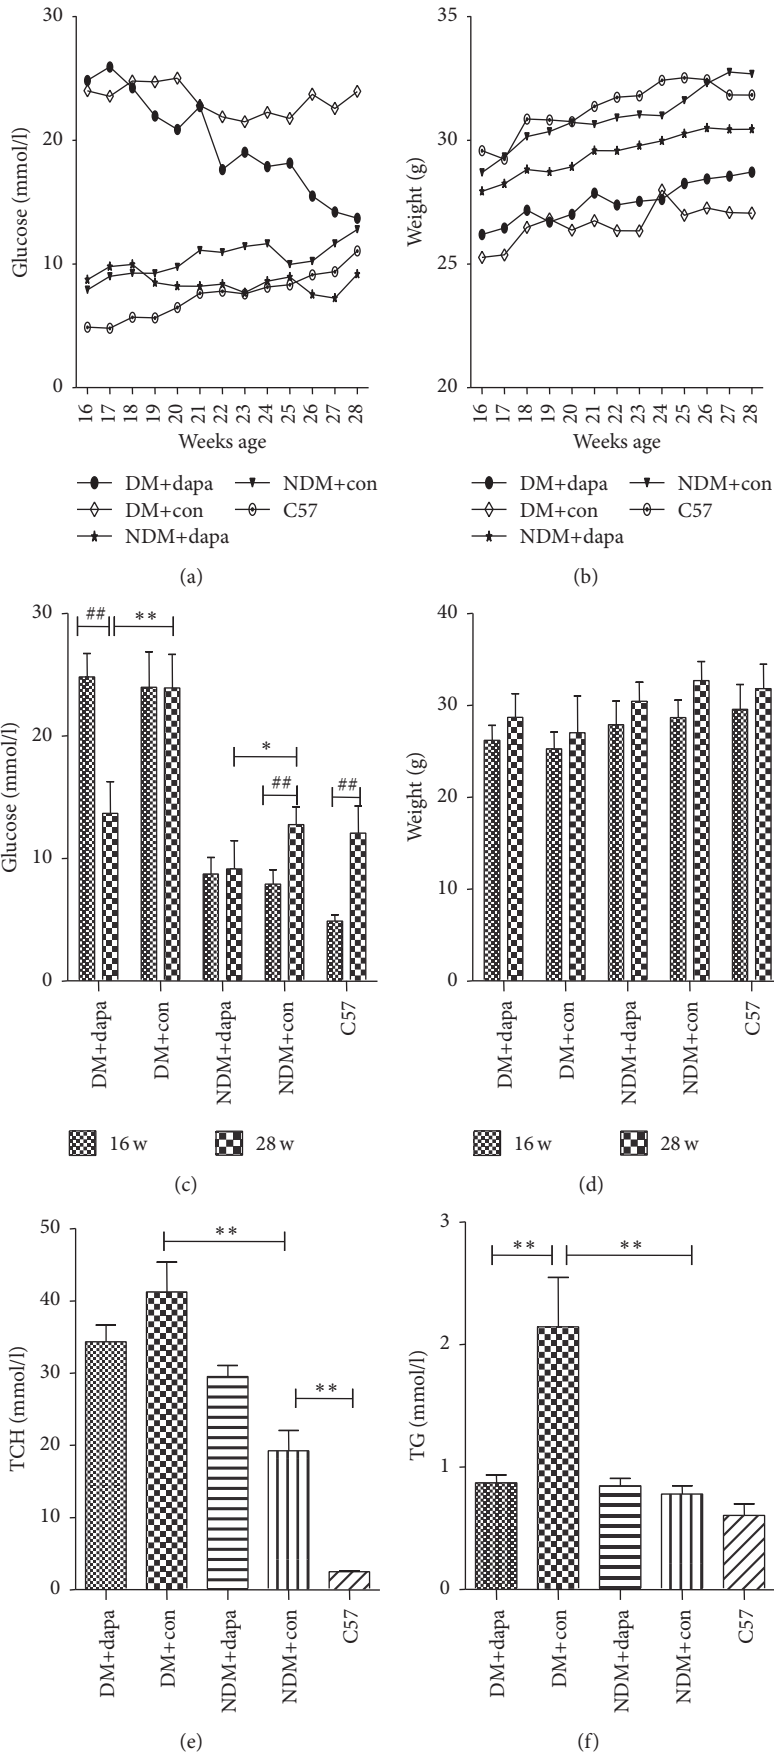 30
20
10
0
Glucose (mmol/l)
16 17 18 19 20 21 22 23 24 25 26 27 28
Weeks age
DM+dapa NDM+con
DM+con C57
NDM+dapa
(a)
35
30
25
20
Weight (g)
16 17 18 19 20 21 22 23 24 25 26 27 28
Weeks age
DM+dapa NDM+con
DM+con C57
NDM+dapa
(b)
30
20
10
0
Glucose (mmol/l)
## **
*
## ##
DM+dapa DM+con NDM+dapa NDM+con C57
16 w 28 w
(c)
40
30
20
10
0
Weight (g)
DM+dapa DM+con NDM+dapa NDM+con C57
16 w 28 w
(d)
50
40
30
20
10
0
TCH (mmol/l)
**
**
DM+dapa DM+con NDM+dapa NDM+con C57
(e)
3
2
1
0
TG (mmol/l)
** **
DM+dapa DM+con NDM+dapa NDM+con C57
(f)